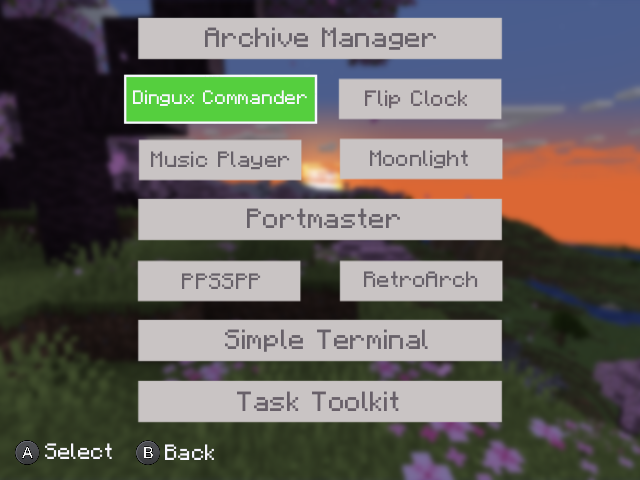 Archive Manager
Dingux Commander
Flip Clock
Music Player
Moonlight
Portmaster
PPSSPP
RetroArch
Simple Terminal
Task Toolkit
A Select B Back